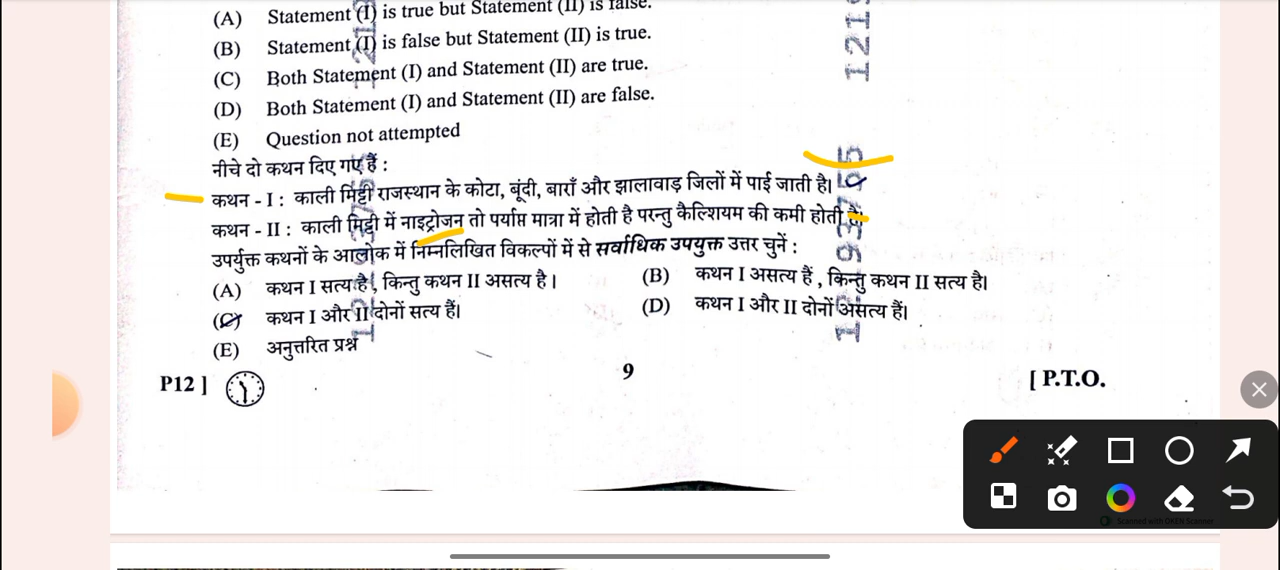 (A) Statement (I) is true but Statement (II) is false.
(B) Statement (I) is false but Statement (II) is true.
(C) Both Statement (I) and Statement (II) are true.
(D) Both Statement (I) and Statement (II) are false.
(E) Question not attempted
नीचे दो कथन दिए गए हैं :
कथन - I : काली मिट्टी राजस्थान के कोटा, बूंदी, बाराँ और झालावाड़ जिलों में पाई जाती है।
कथन - II : काली मिट्टी में नाइट्रोजन तो पर्याप्त मात्रा में होती है परन्तु कैल्शियम की कमी होती है।
उपर्युक्त कथनों के आलोक में निम्नलिखित विकल्पों में से सर्वाधिक उपयुक्त उत्तर चुनें :
(A) कथन I सत्य है, किन्तु कथन II असत्य है। (B) कथन I असत्य हैं, किन्तु कथन II सत्य है।
(C) कथन I और II दोनों सत्य हैं। (D) कथन I और II दोनों असत्य हैं।
(E) अनुत्तरित प्रश्न
P12 ] 9 [ P.T.O.
Scanned with OKEN Scanner